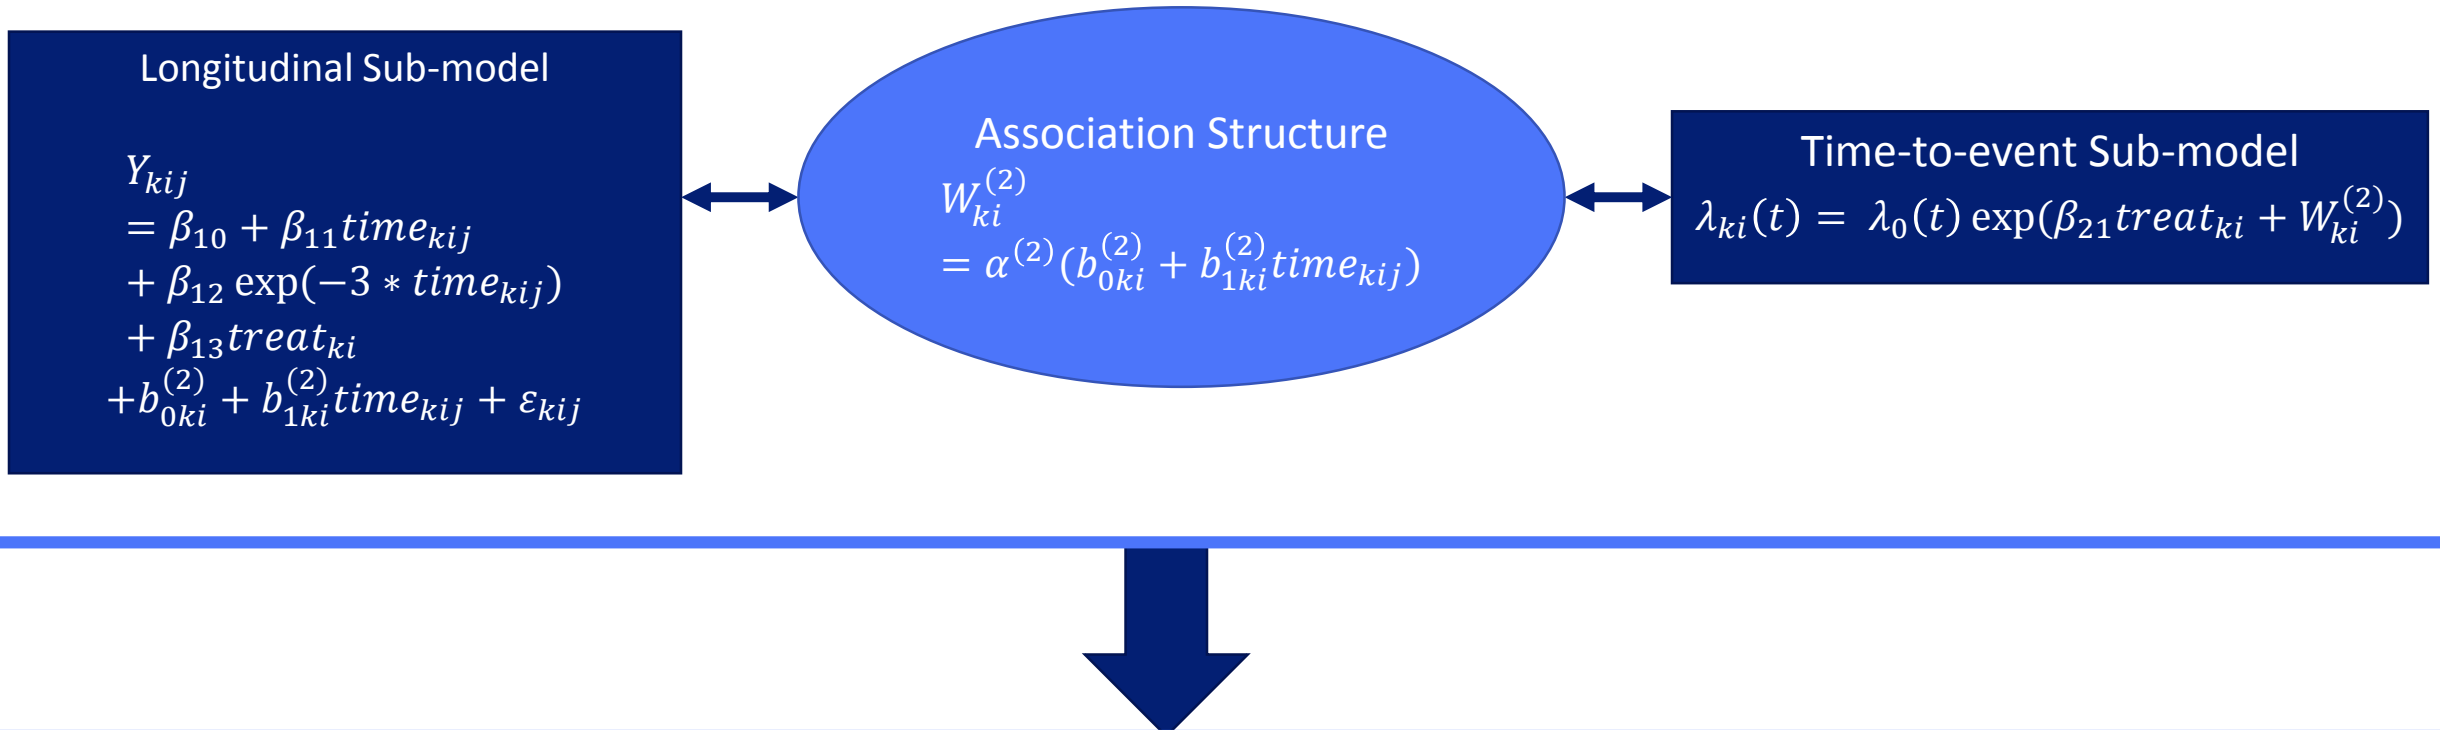 Longitudinal Sub-model
Y_{kij}
= β_{10} + β_{11}time_{kij}
+ β_{12} exp(−3 * time_{kij})
+ β_{13}treat_{ki}
+b_{0ki}^{(2)} + b_{1ki}^{(2)}time_{kij} + ε_{kij}
Association Structure
W_{ki}^{(2)}
= α^{(2)}(b_{0ki}^{(2)} + b_{1ki}^{(2)}time_{kij})
Time-to-event Sub-model
λ_{ki}(t) = λ_0(t) exp(β_{21}treat_{ki} + W_{ki}^{(2)})